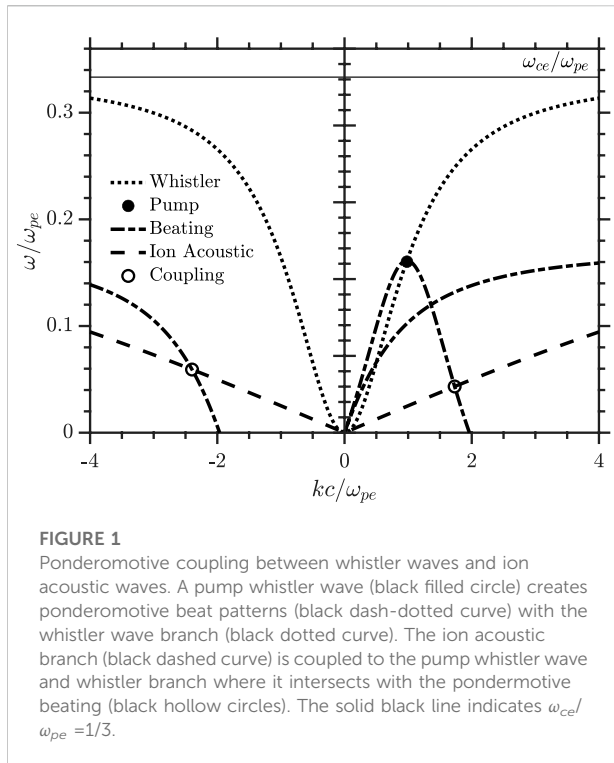 ω_ce/ω_pe
0.3
Whistler
Pump
0.2
Beating
Ion Acoustic
Coupling
ω/ω_pe
0.1
0
-4 -2 0 2 4
kc/ω_pe
FIGURE 1
Ponderomotive coupling between whistler waves and ion
acoustic waves. A pump whistler wave (black filled circle) creates
ponderomotive beat patterns (black dash-dotted curve) with the
whistler wave branch (black dotted curve). The ion acoustic
branch (black dashed curve) is coupled to the pump whistler wave
and whistler branch where it intersects with the pondermotive
beating (black hollow circles). The solid black line indicates ω_ce/
ω_pe =1/3.